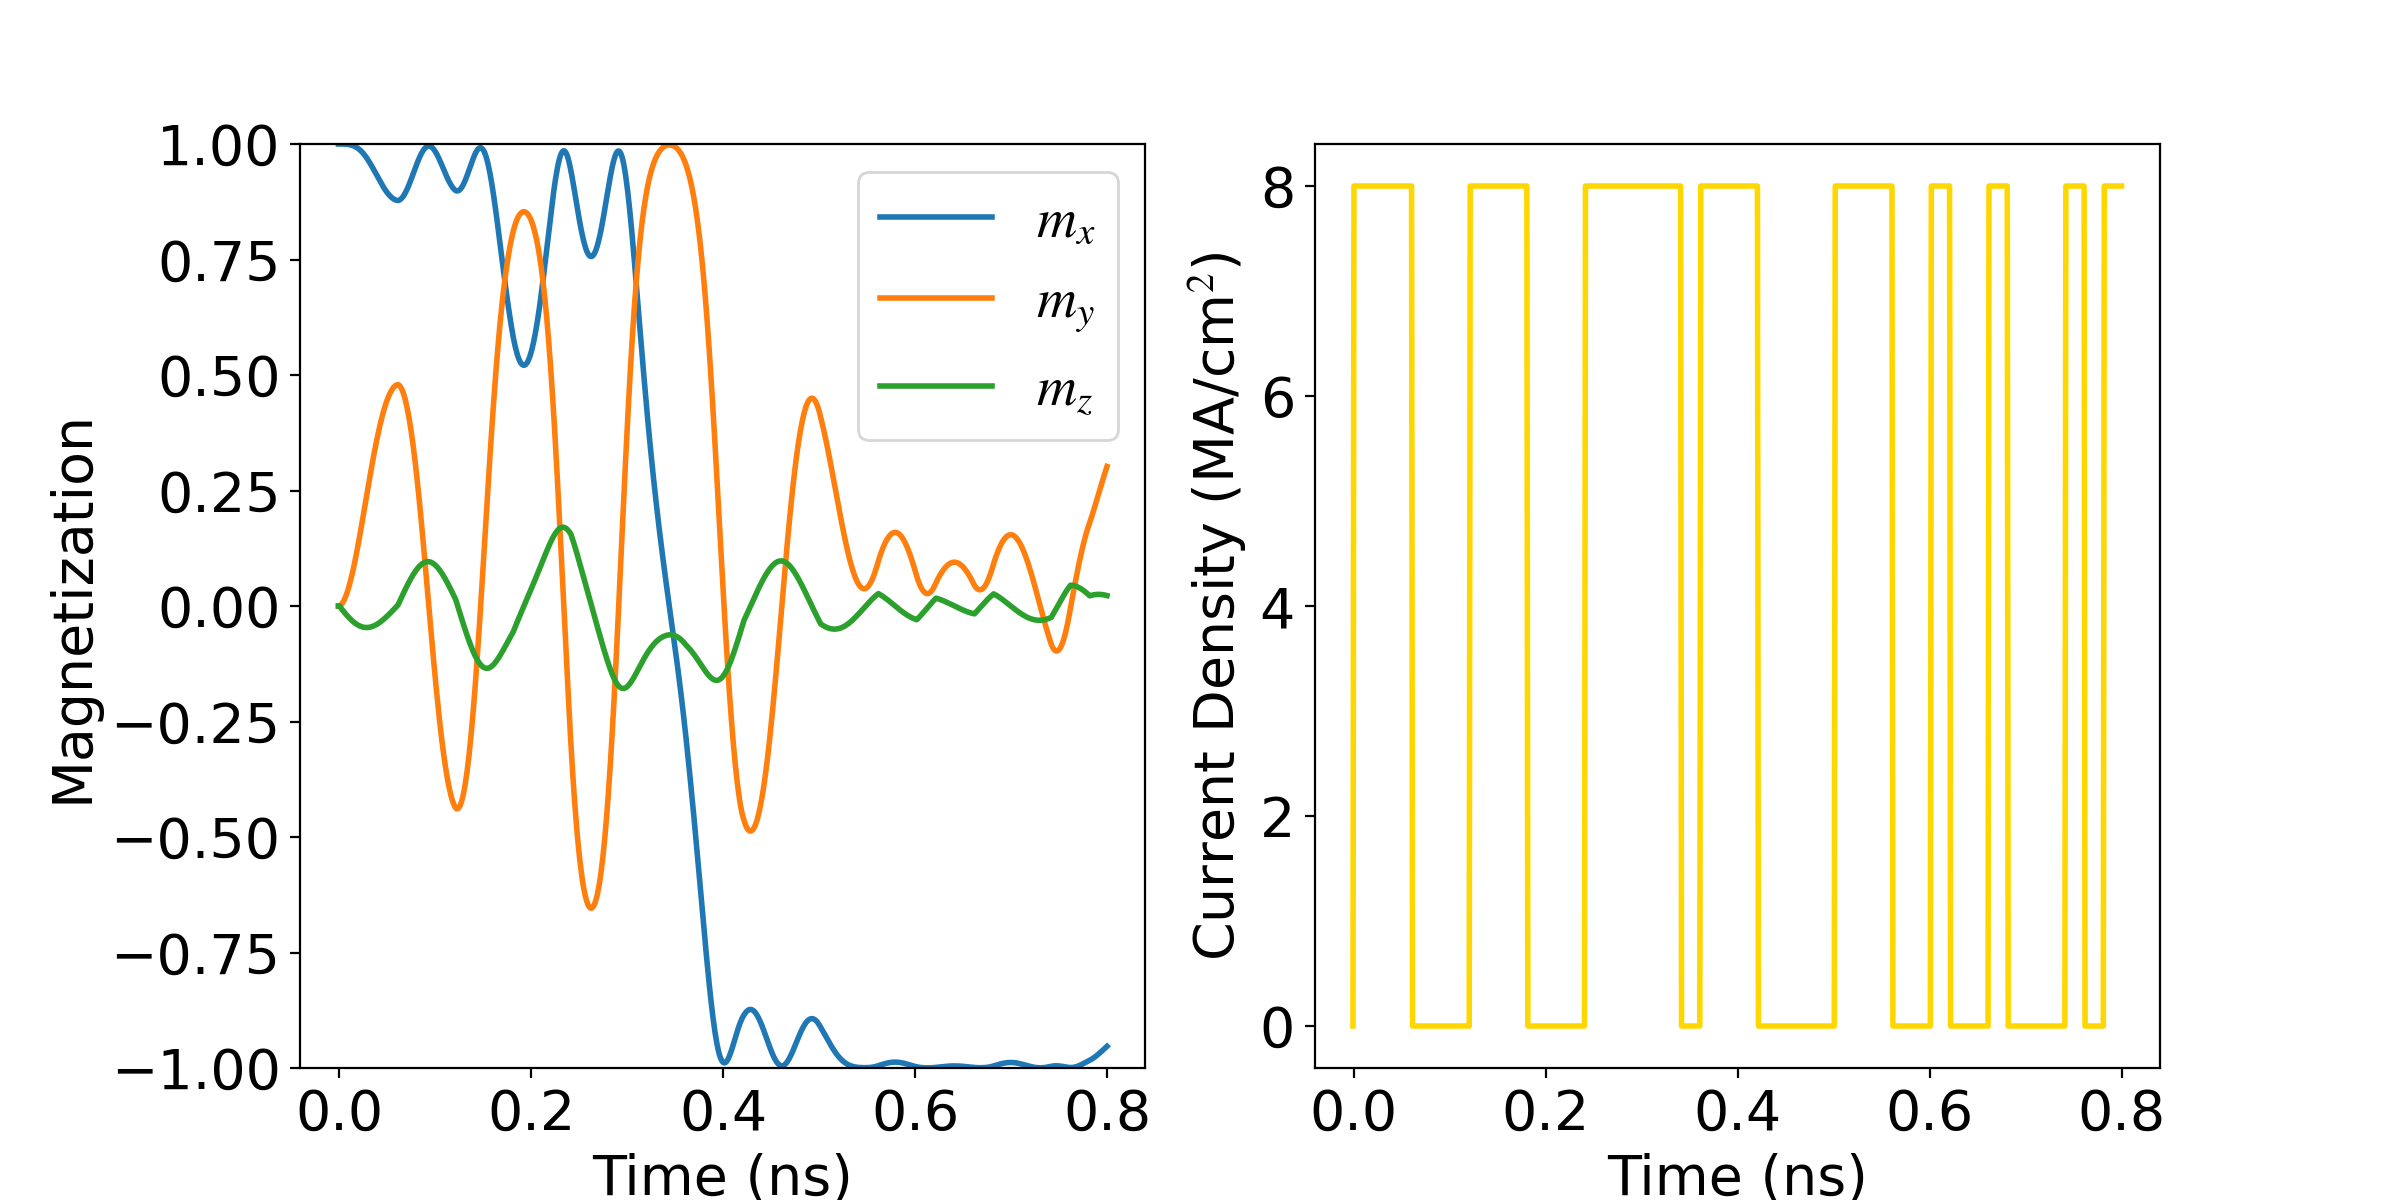 1.00
0.75
0.50
0.25
0.00
−0.25
−0.50
−0.75
−1.00
Magnetization
0.0 0.2 0.4 0.6 0.8
Time (ns)
m_x
m_y
m_z
8
6
4
2
0
Current Density (MA/cm²)
0.0 0.2 0.4 0.6 0.8
Time (ns)